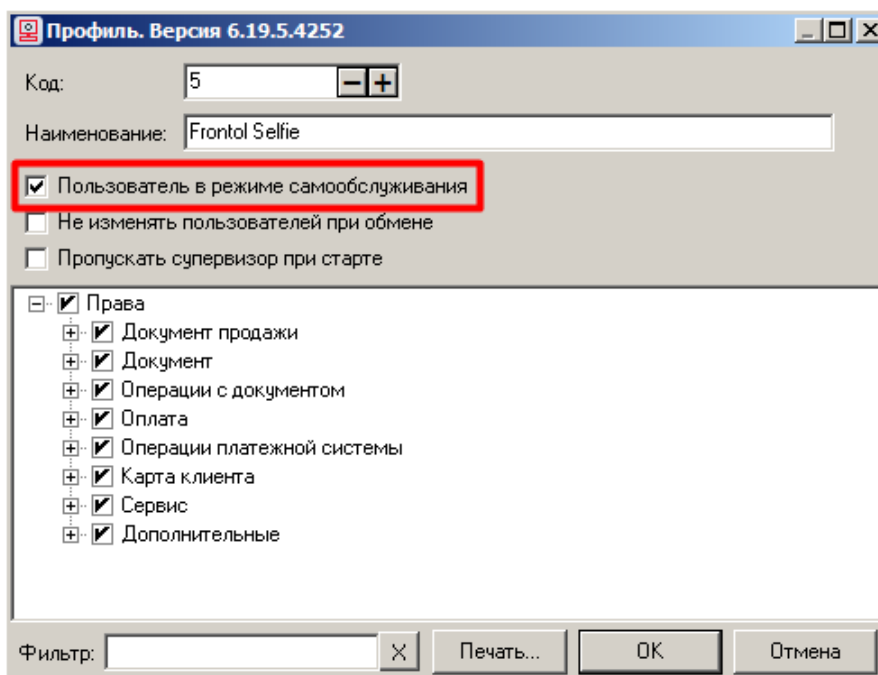 Профиль. Версия 6.19.5.4252
Код: 5
Наименование: Frontol Selfie
Пользователь в режиме самообслуживания
Не изменять пользователей при обмене
Пропускать супервизор при старте
Права
Документ продажи
Документ
Операции с документом
Оплата
Операции платежной системы
Карта клиента
Сервис
Дополнительные
Фильтр: X Печать... OK Отмена